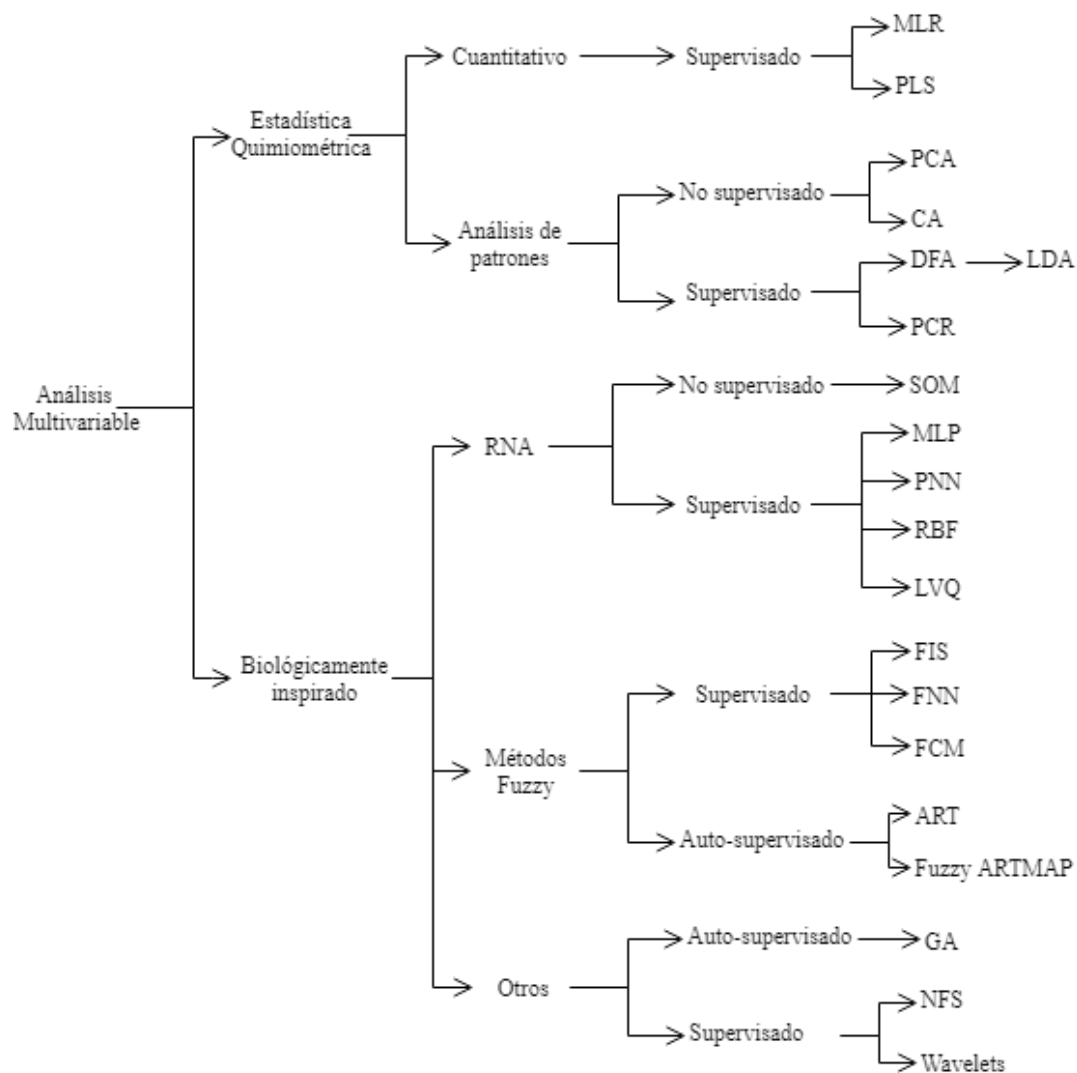 MLR
Cuantitativo
Supervisado
PLS
Estadística
Quimiométrica
PCA
No supervisado
CA
Análisis de
patrones
DFA
LDA
Supervisado
PCR
Análisis
Multivariable
No supervisado
SOM
MLP
RNA
PNN
Supervisado
RBF
LVQ
Biológicamente
inspirado
FIS
Supervisado
FNN
FCM
Métodos
Fuzzy
ART
Auto-supervisado
Fuzzy ARTMAP
Auto-supervisado
GA
Otros
NFS
Supervisado
Wavelets